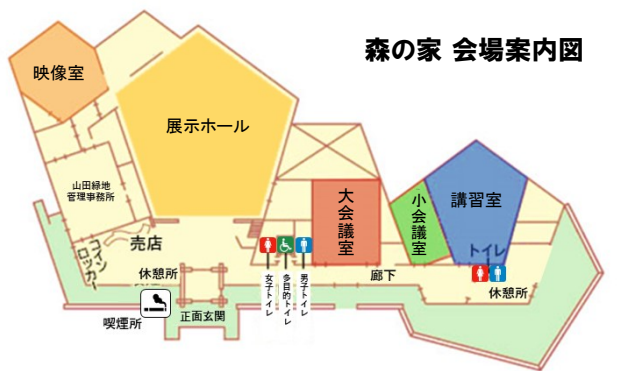 森の家 会場案内図
映像室
展示ホール
山田緑地
管理事務所
大会議室
小会議室
講習室
売店
コイン
ロッカー
休憩所
女子トイレ
多目的トイレ
男子トイレ
廊下
トイレ
休憩所
喫煙所
正面玄関